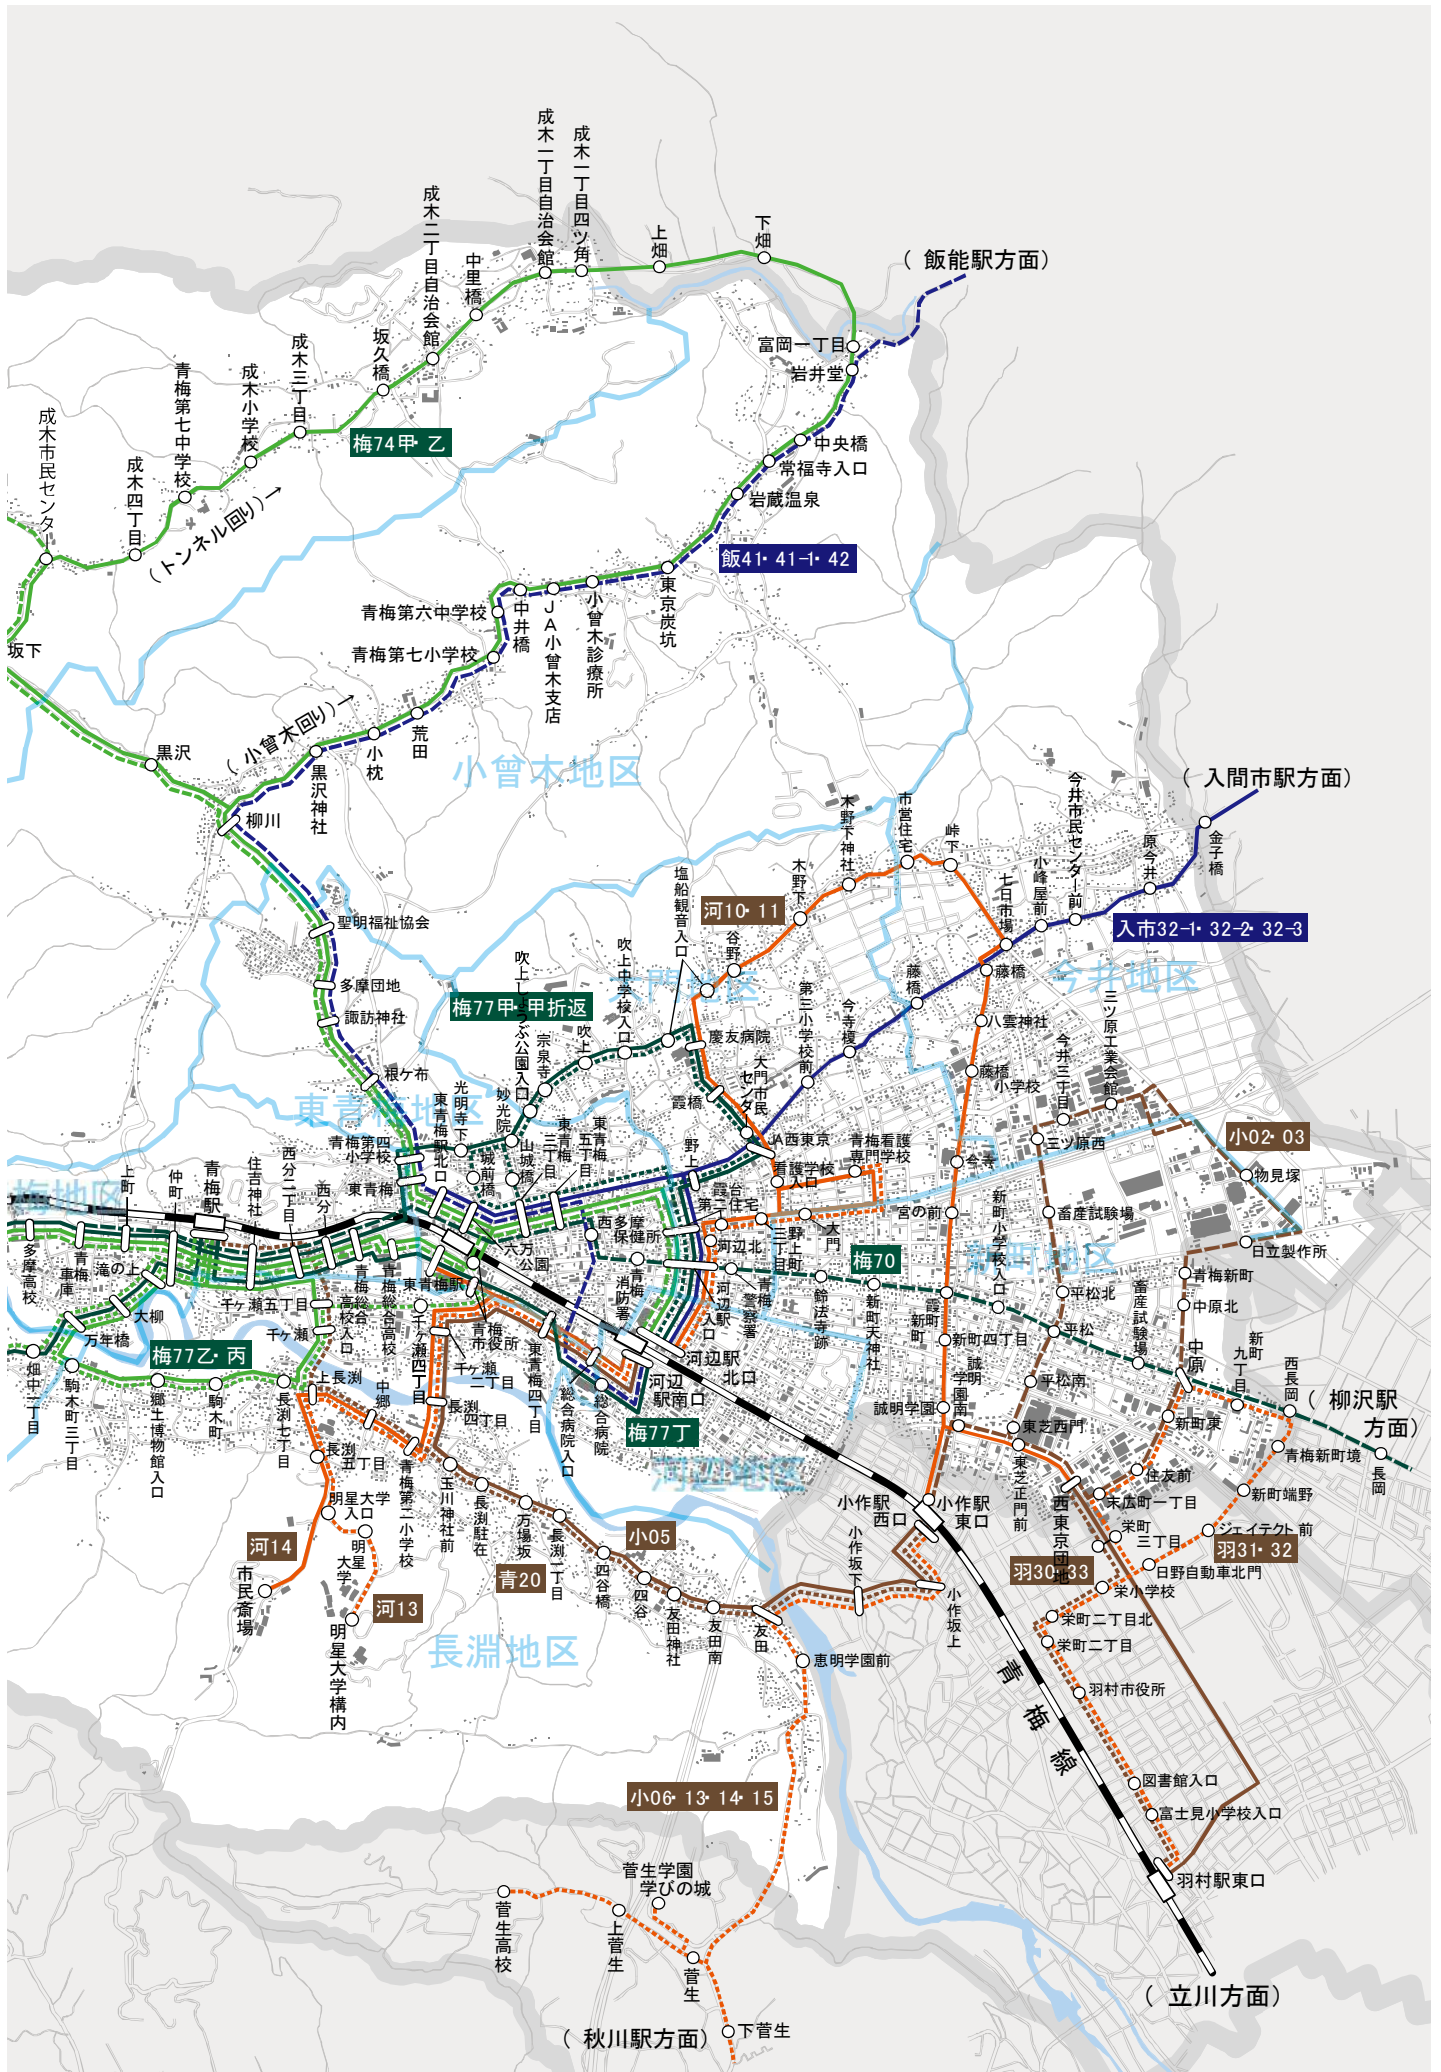 成木一丁目自治会館
成木一丁目四ツ角
成木二丁目自治会館
中里橋
上畑
下畑
( 飯能駅方面)
富岡一丁目
岩井堂
坂久橋
成木三丁目
成木小学校
青梅第七中学校
成木四丁目
成木市民センター
梅74甲・乙
(トンネル回り)→
中央橋
常福寺入口
岩蔵温泉
飯41・41-1・42
東京炭坑
小曾木診療所
JA小曾木支店
中井橋
青梅第六中学校
青梅第七小学校
坂下
荒田
小枕
黒沢神社
(小曾木回り)→
黒沢
柳川
小曾木地区
( 入間市駅方面)
金子橋
原今井
今井市民センター前
小峰屋前
七日市場
峠下
市営住宅
木野下神社
木野下
谷野
塩船観音入口
河10・11
入市32-1・32-2・32-3
聖明福祉協会
多摩団地
諏訪神社
根ケ布
梅77甲・甲折返
大門地区
今井地区
東青梅地区
吹上中学校入口
吹上しょうぶ公園入口
吹上
宗泉寺
妙光院
光明寺下
慶友病院
霞橋
大門市民センター
第三小学校前
今寺榎
藤橋
藤橋
八雲神社
藤橋小学校
今井三丁目
三ツ原工業会館
三ツ原西
小02・03
物見塚
日立製作所
畜産試験場
今寺
宮の前
JA西東京
看護学校入口
青梅看護専門学校
野上
霞台第二住宅
野上町三丁目
大門
河辺北
西多摩保健所
青梅消防署
河辺駅入口
青梅警察署
鈴法寺跡
梅70
新町天神社
霞町新町
新町小学校入口
新町地区
平松北
平松
畜産試験場
青梅新町
中原北
中原
新町九丁目
西長岡
( 柳沢駅方面)
長岡
青梅新町境
新町四丁目
誠明学園南
誠明学園
平松南
東芝西門
東芝正門前
新町東
住友前
末広町一丁目
新町端野
ジェイテクト前
羽31・32
栄町三丁目
西東京団地
羽30・33
日野自動車北門
栄小学校
栄町二丁目北
栄町二丁目
羽村市役所
図書館入口
富士見小学校入口
羽村駅東口
青梅線
( 立川方面)
小作駅西口
小作駅東口
小作坂下
小作坂上
梅地区
多摩高校
青梅車庫
上町
仲町
青梅駅
住吉神社
西分二丁目
西分
青梅第四小学校
東青梅
東青梅駅北口
城前橋
山城橋
東青梅三丁目
東青梅五丁目
六万公園
東青梅駅
滝の上
大柳
万年橋
畑中一丁目
千ヶ瀬五丁目
千ヶ瀬
青梅総合高校入口
青梅総合高校
千ヶ瀬四丁目
千ヶ瀬二丁目
青梅市役所
東青梅四丁目
総合病院入口
総合病院
河辺駅南口
河辺駅北口
梅77丁
河辺地区
梅77乙・丙
駒木町三丁目
郷土博物館入口
駒木町
長淵七丁目
上長渕
中郷
長渕四丁目
長渕五丁目
青梅第二小学校
明星大学入口
明星大学
明星大学構内
市民斎場
河14
河13
玉川神社前
長渕駐在
万場坂
長渕一丁目
小05
青20
四谷橋
四谷
友田神社
友田南
友田
恵明学園前
長淵地区
小06・13・14・15
菅生学園学びの城
菅生高校
上菅生
菅生
下菅生
( 秋川駅方面)